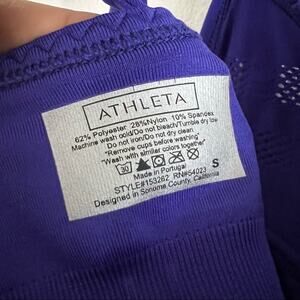 ATHLETA
62% Polyester 28%Nylon 10% Spandex
Machine wash cold/Do not bleach/Tumble dry low
Do not iron/Do not dry clean
"Remove cups before washing"
"Wash with similar colors together"
30
Made in Portugal
S
STYLE#153262 RN#54023
Designed in Sonoma County, California